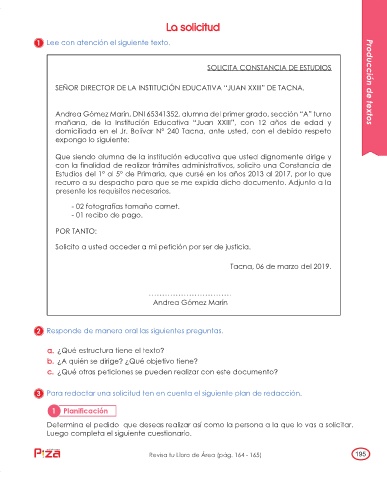 La solicitud
1 Lee con atención el siguiente texto.
Producción de textos
SOLICITA CONSTANCIA DE ESTUDIOS
SEÑOR DIRECTOR DE LA INSTITUCIÓN EDUCATIVA “JUAN XXIII” DE TACNA.
Andrea Gómez Marín, DNI 65341352, alumna del primer grado, sección “A” turno
mañana, de la Institución Educativa “Juan XXIII”, con 12 años de edad y
domiciliada en el Jr. Bolívar Nº 240 Tacna, ante usted, con el debido respeto
expongo lo siguiente:
Que siendo alumna de la institución educativa que usted dignamente dirige y
con la finalidad de realizar trámites administrativos, solicito una Constancia de
Estudios del 1º al 5º de Primaria, que cursé en los años 2013 al 2017, por lo que
recurro a su despacho para que se me expida dicho documento. Adjunto a la
presente los requisitos necesarios.
- 02 fotografías tamaño carnet.
- 01 recibo de pago.
POR TANTO:
Solicito a usted acceder a mi petición por ser de justicia.
Tacna, 06 de marzo del 2019.
................................
Andrea Gómez Marín
2 Responde de manera oral las siguientes preguntas.
a. ¿Qué estructura tiene el texto?
b. ¿A quién se dirige? ¿Qué objetivo tiene?
c. ¿Qué otras peticiones se pueden realizar con este documento?
3 Para redactar una solicitud ten en cuenta el siguiente plan de redacción.
1 Planificación
Determina el pedido que deseas realizar así como la persona a la que lo vas a solicitar.
Luego completa el siguiente cuestionario.
Pizza
Revisa tu Libro de Área (pág. 164 - 165)
195